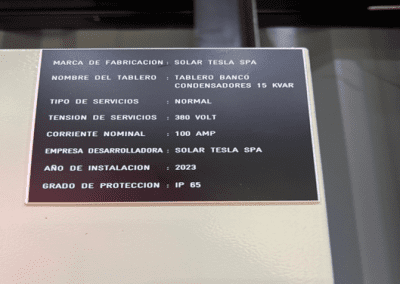 MARCA DE FABRICACION : SOLAR TESLA SPA
NOMBRE DEL TABLERO : TABLERO BANCO
CONDENSADORES 15 KVAR
TIPO DE SERVICIOS : NORMAL
TENSION DE SERVICIOS : 380 VOLT
CORRIENTE NOMINAL : 100 AMP
EMPRESA DESARROLLADORA : SOLAR TESLA SPA
AÑO DE INSTALACION : 2023
GRADO DE PROTECCION : IP 65